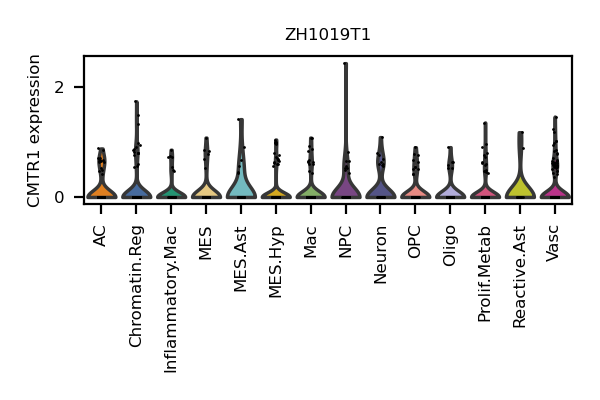 ZH1019T1
CMTR1 expression
2
0
AC
Chromatin.Reg
Inflammatory.Mac
MES
MES.Ast
MES.Hyp
Mac
NPC
Neuron
OPC
Oligo
Prolif.Metab
Reactive.Ast
Vasc